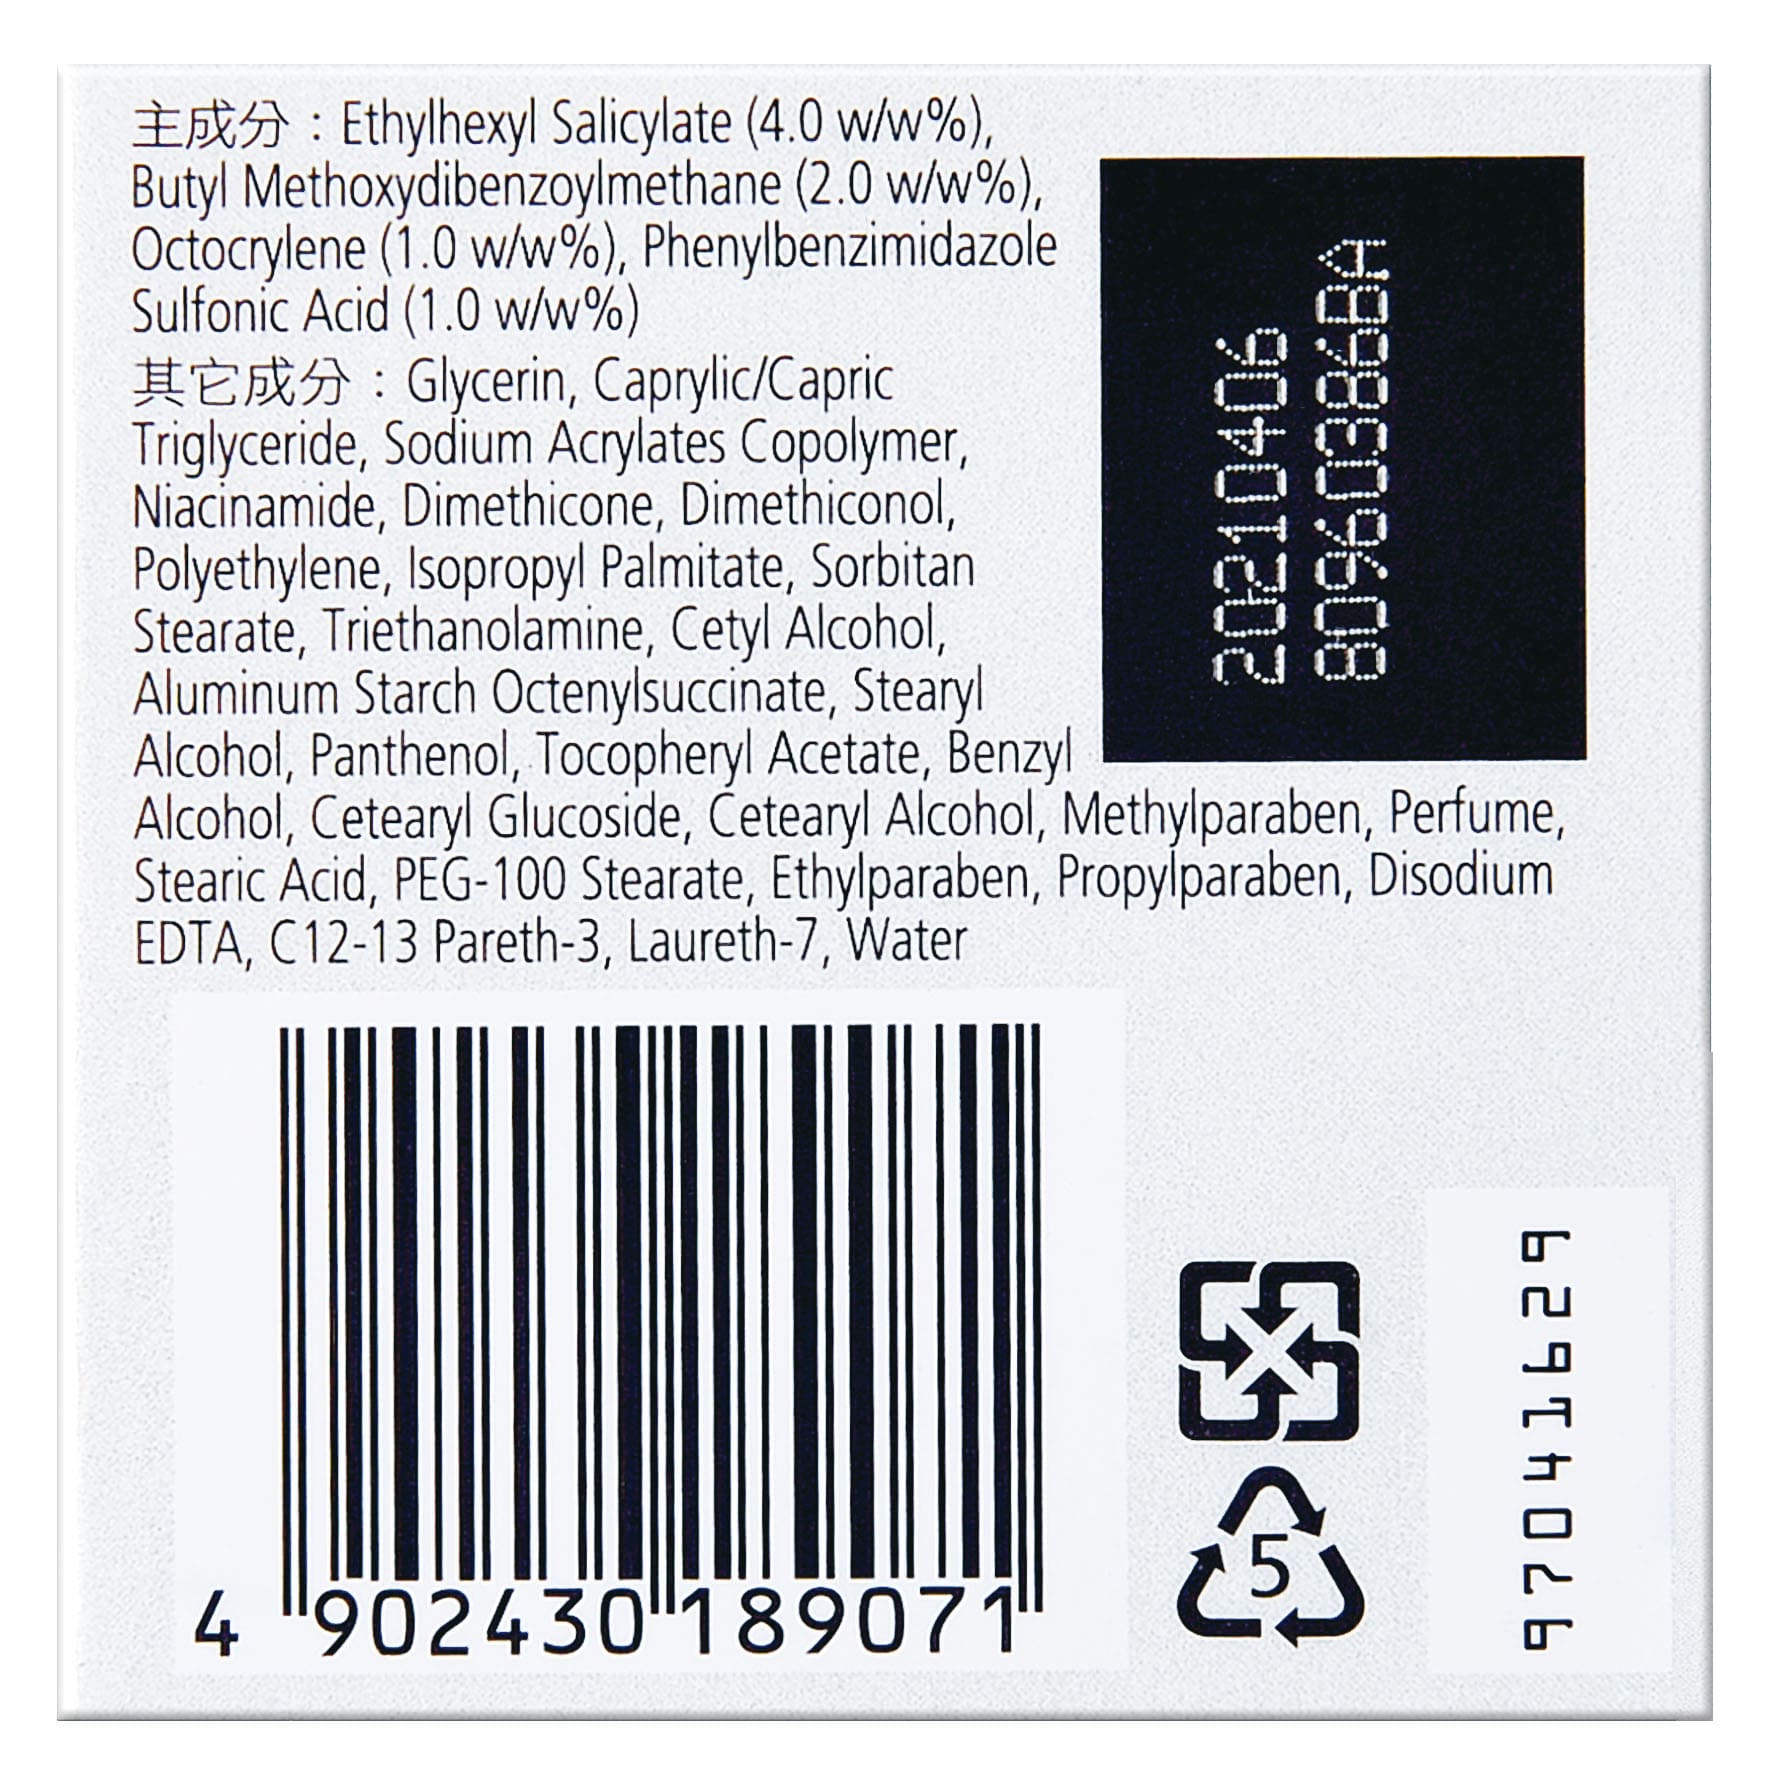 主成分：Ethylhexyl Salicylate (4.0 w/w%),
Butyl Methoxydibenzoylmethane (2.0 w/w%),
Octocrylene (1.0 w/w%), Phenylbenzimidazole
Sulfonic Acid (1.0 w/w%)
其它成分：Glycerin, Caprylic/Capric
Triglyceride, Sodium Acrylates Copolymer,
Niacinamide, Dimethicone, Dimethiconol,
Polyethylene, Isopropyl Palmitate, Sorbitan
Stearate, Triethanolamine, Cetyl Alcohol,
Aluminum Starch Octenylsuccinate, Stearyl
Alcohol, Panthenol, Tocopheryl Acetate, Benzyl
Alcohol, Cetearyl Glucoside, Cetearyl Alcohol, Methylparaben, Perfume,
Stearic Acid, PEG-100 Stearate, Ethylparaben, Propylparaben, Disodium
EDTA, C12-13 Pareth-3, Laureth-7, Water
20210406
80960386BA
4 902430 189071
5
97041629